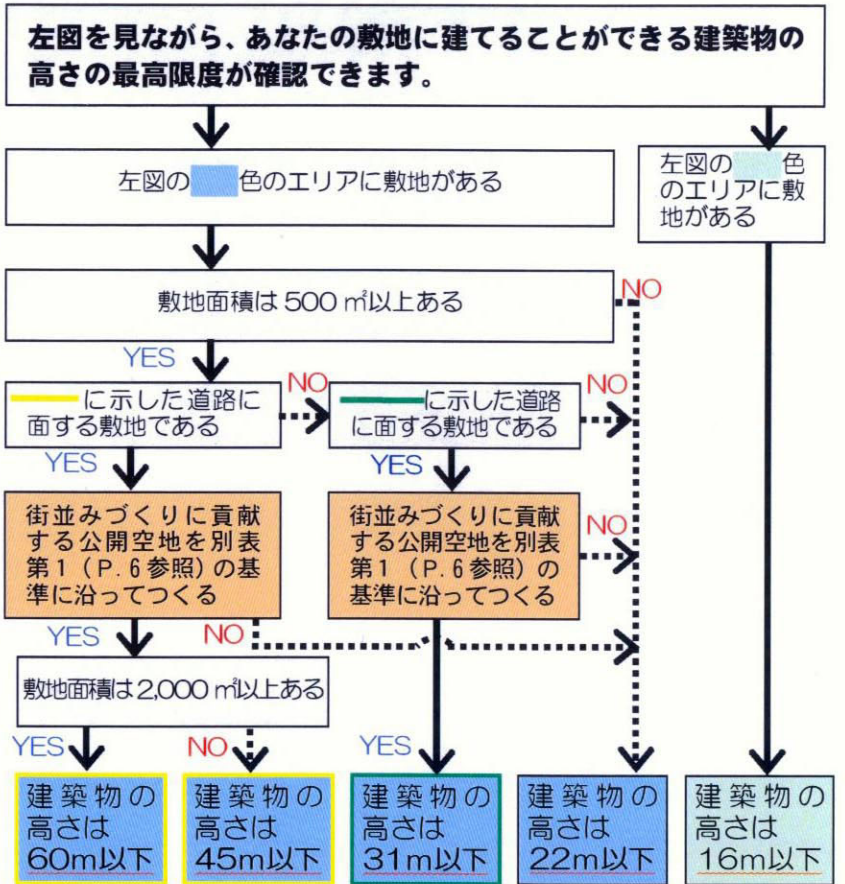 左図を見ながら、あなたの敷地に建てることができる建築物の
高さの最高限度が確認できます。
左図の 色のエリアに敷地がある
左図の 色
のエリアに敷
地がある
敷地面積は500㎡以上ある
NO
YES
に示した道路に
面する敷地である
NO
に示した道路
に面する敷地である
NO
YES
YES
街並みづくりに貢献
する公開空地を別表
第1（P.6参照）の基
準に沿ってつくる
街並みづくりに貢献
する公開空地を別表
第1（P.6参照）の
基準に沿ってつくる
NO
YES
NO
敷地面積は2,000㎡以上ある
YES
NO
YES
建築物の
高さは
60m以下
建築物の
高さは
45m以下
建築物の
高さは
31m以下
建築物の
高さは
22m以下
建築物の
高さは
16m以下